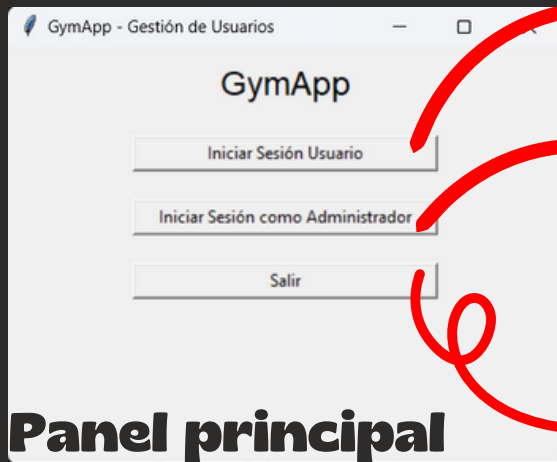 GymApp - Gestión de Usuarios
GymApp
Iniciar Sesión Usuario
Iniciar Sesión como Administrador
Salir
Panel principal